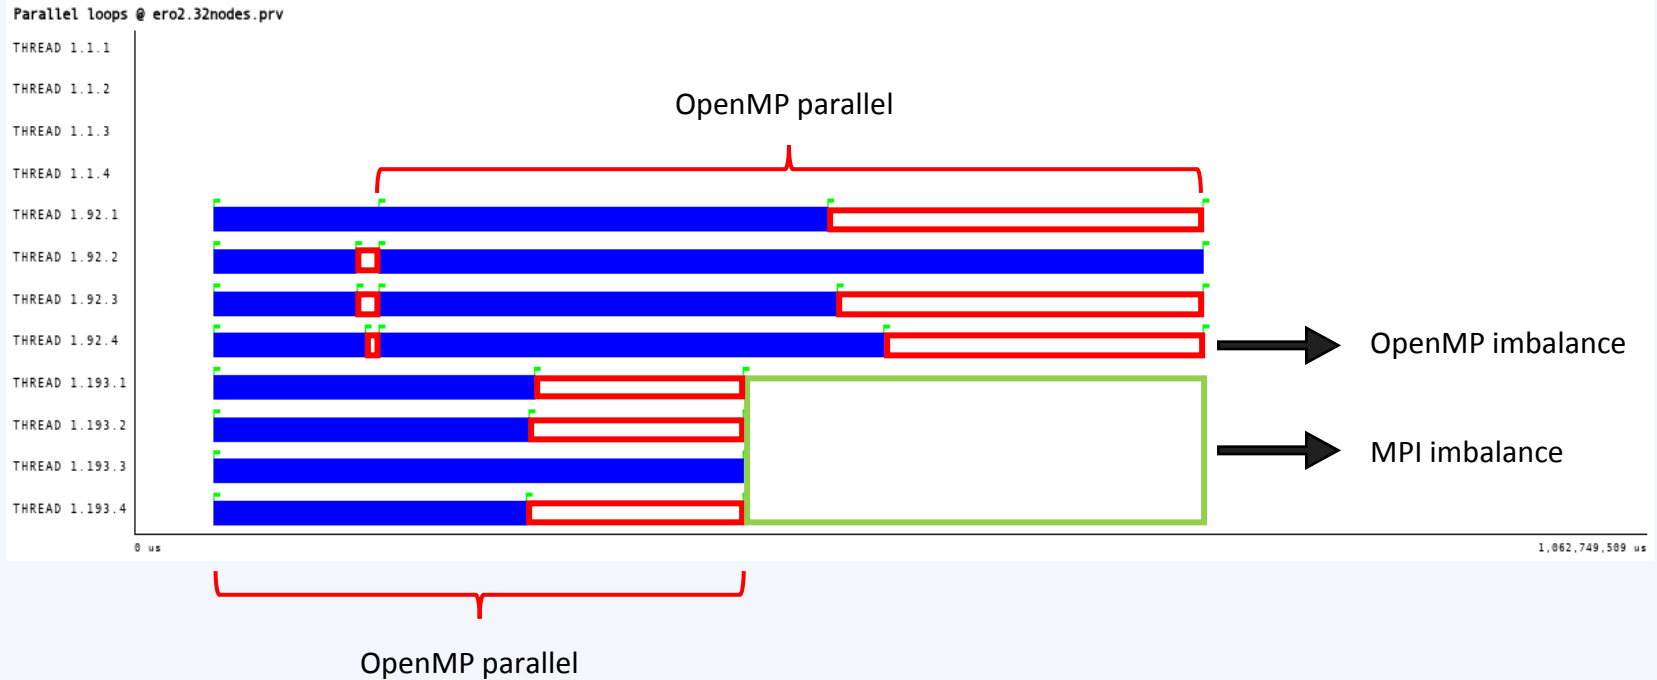 Parallel loops @ ero2.32nodes.prv
THREAD 1.1.1
THREAD 1.1.2
OpenMP parallel
THREAD 1.1.3
THREAD 1.1.4
THREAD 1.92.1
THREAD 1.92.2
THREAD 1.92.3
THREAD 1.92.4
OpenMP imbalance
THREAD 1.193.1
THREAD 1.193.2
MPI imbalance
THREAD 1.193.3
THREAD 1.193.4
0 us
1,062,749,509 us
OpenMP parallel